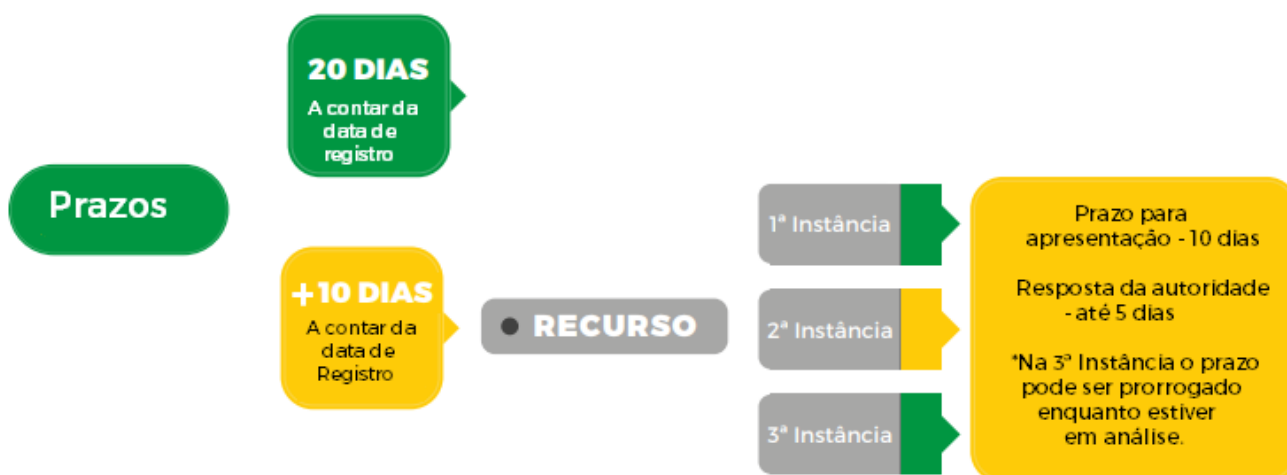 Prazos
20 DIAS
A contar da
data de
registro
+10 DIAS
A contar da
data de
Registro
RECURSO
1ª Instância
2ª Instância
3ª Instância
Prazo para
apresentação - 10 dias
Resposta da autoridade
- até 5 dias
*Na 3ª Instância o prazo
pode ser prorrogado
enquanto estiver
em análise.